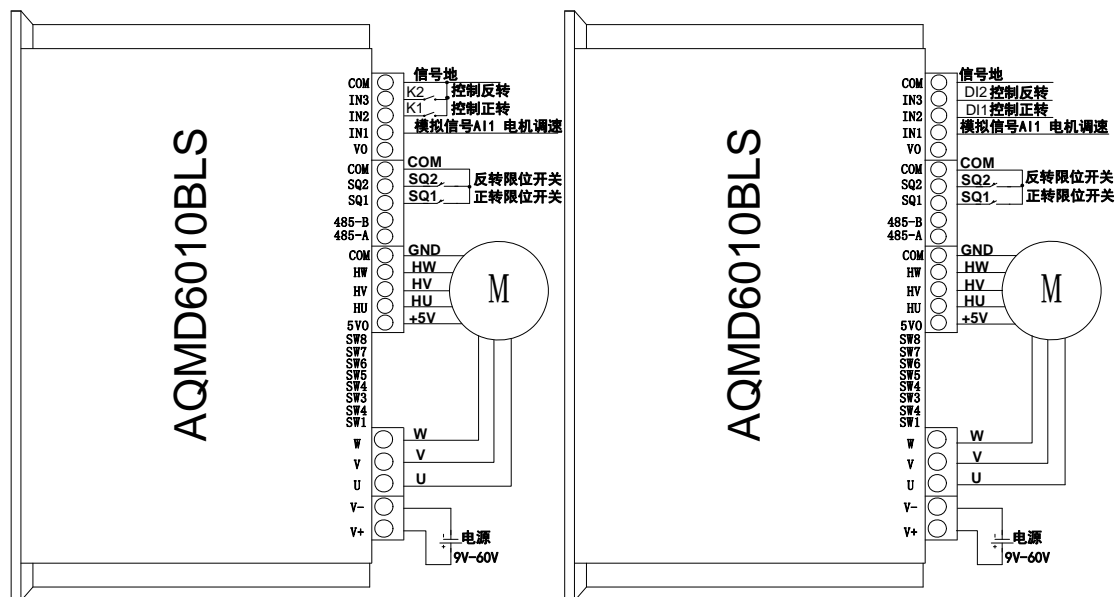 AQMD6010BLS
COM
IN3
IN2
IN1
VO
COM
SQ2
SQ1
485-B
485-A
COM
HW
HV
HU
5VO
SW8
SW7
SW6
SW5
SW4
SW3
SW4
SW1
W
V
U
V-
V+
信号地
K2 控制反转
K1 控制正转
模拟信号AI1 电机调速
COM
SQ2 反转限位开关
SQ1 正转限位开关
GND
HW
HV
HU
+5V
M
W
V
U
电源
9V-60V
AQMD6010BLS
COM
IN3
IN2
IN1
VO
COM
SQ2
SQ1
485-B
485-A
COM
HW
HV
HU
5VO
SW8
SW7
SW6
SW5
SW4
SW3
SW4
SW1
W
V
U
V-
V+
信号地
DI2 控制反转
DI1 控制正转
模拟信号AI1 电机调速
COM
SQ2 反转限位开关
SQ1 正转限位开关
GND
HW
HV
HU
+5V
M
W
V
U
电源
9V-60V